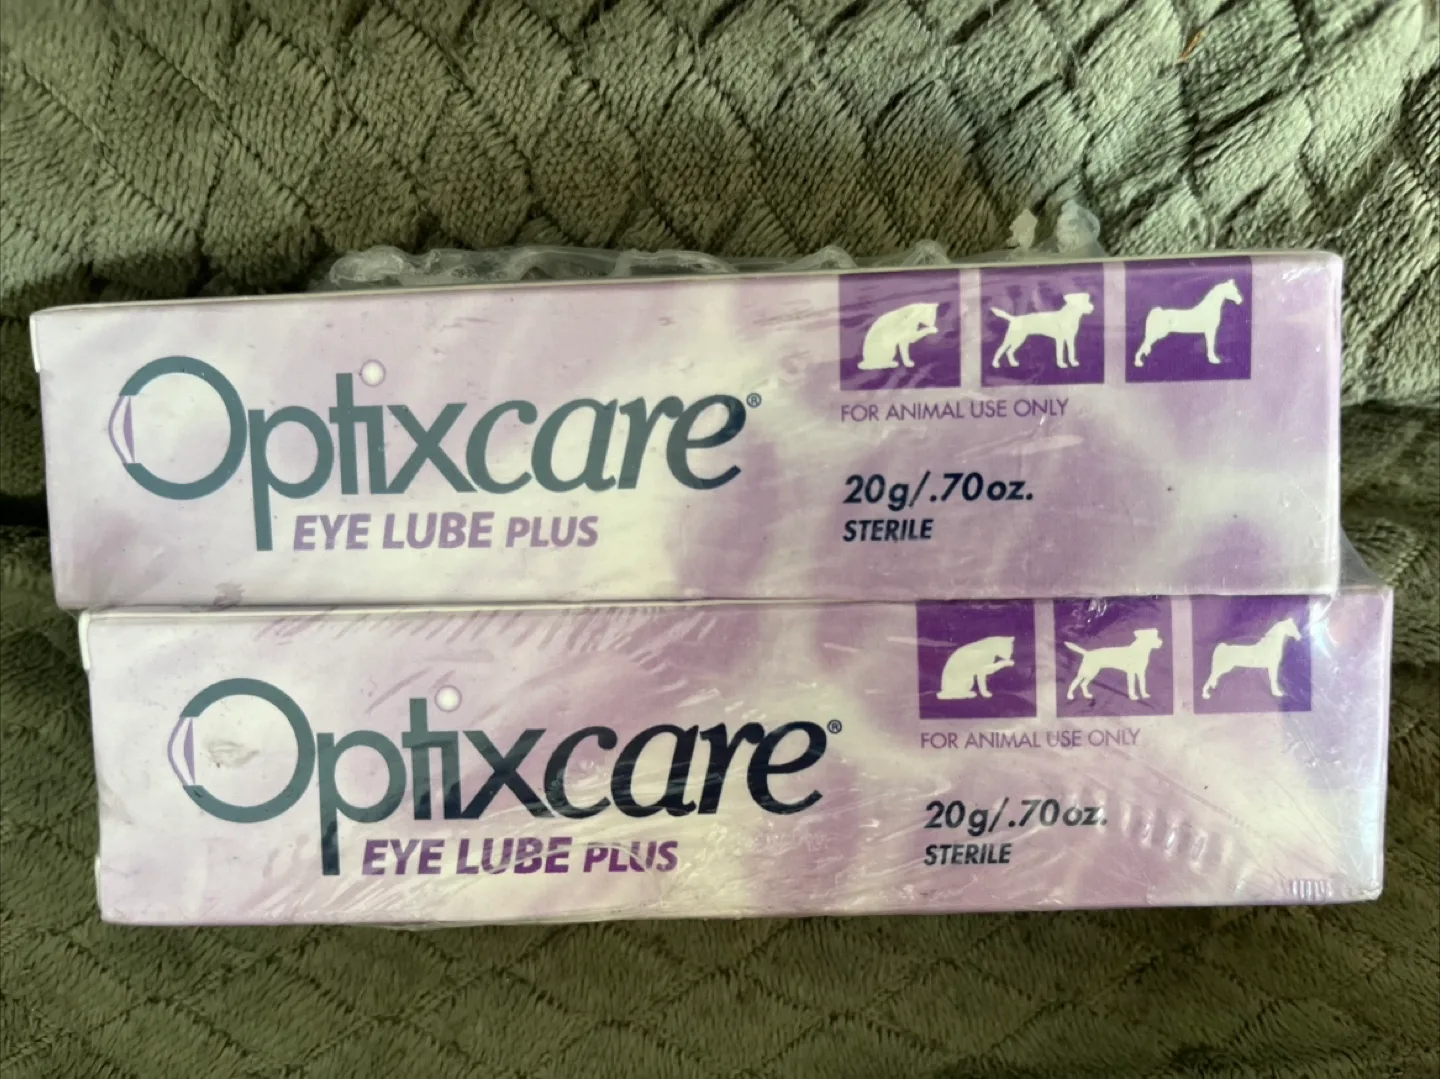 Optixcare®
EYE LUBE PLUS
FOR ANIMAL USE ONLY
20g/.70oz.
STERILE
Optixcare®
EYE LUBE PLUS
FOR ANIMAL USE ONLY
20g/.70oz.
STERILE